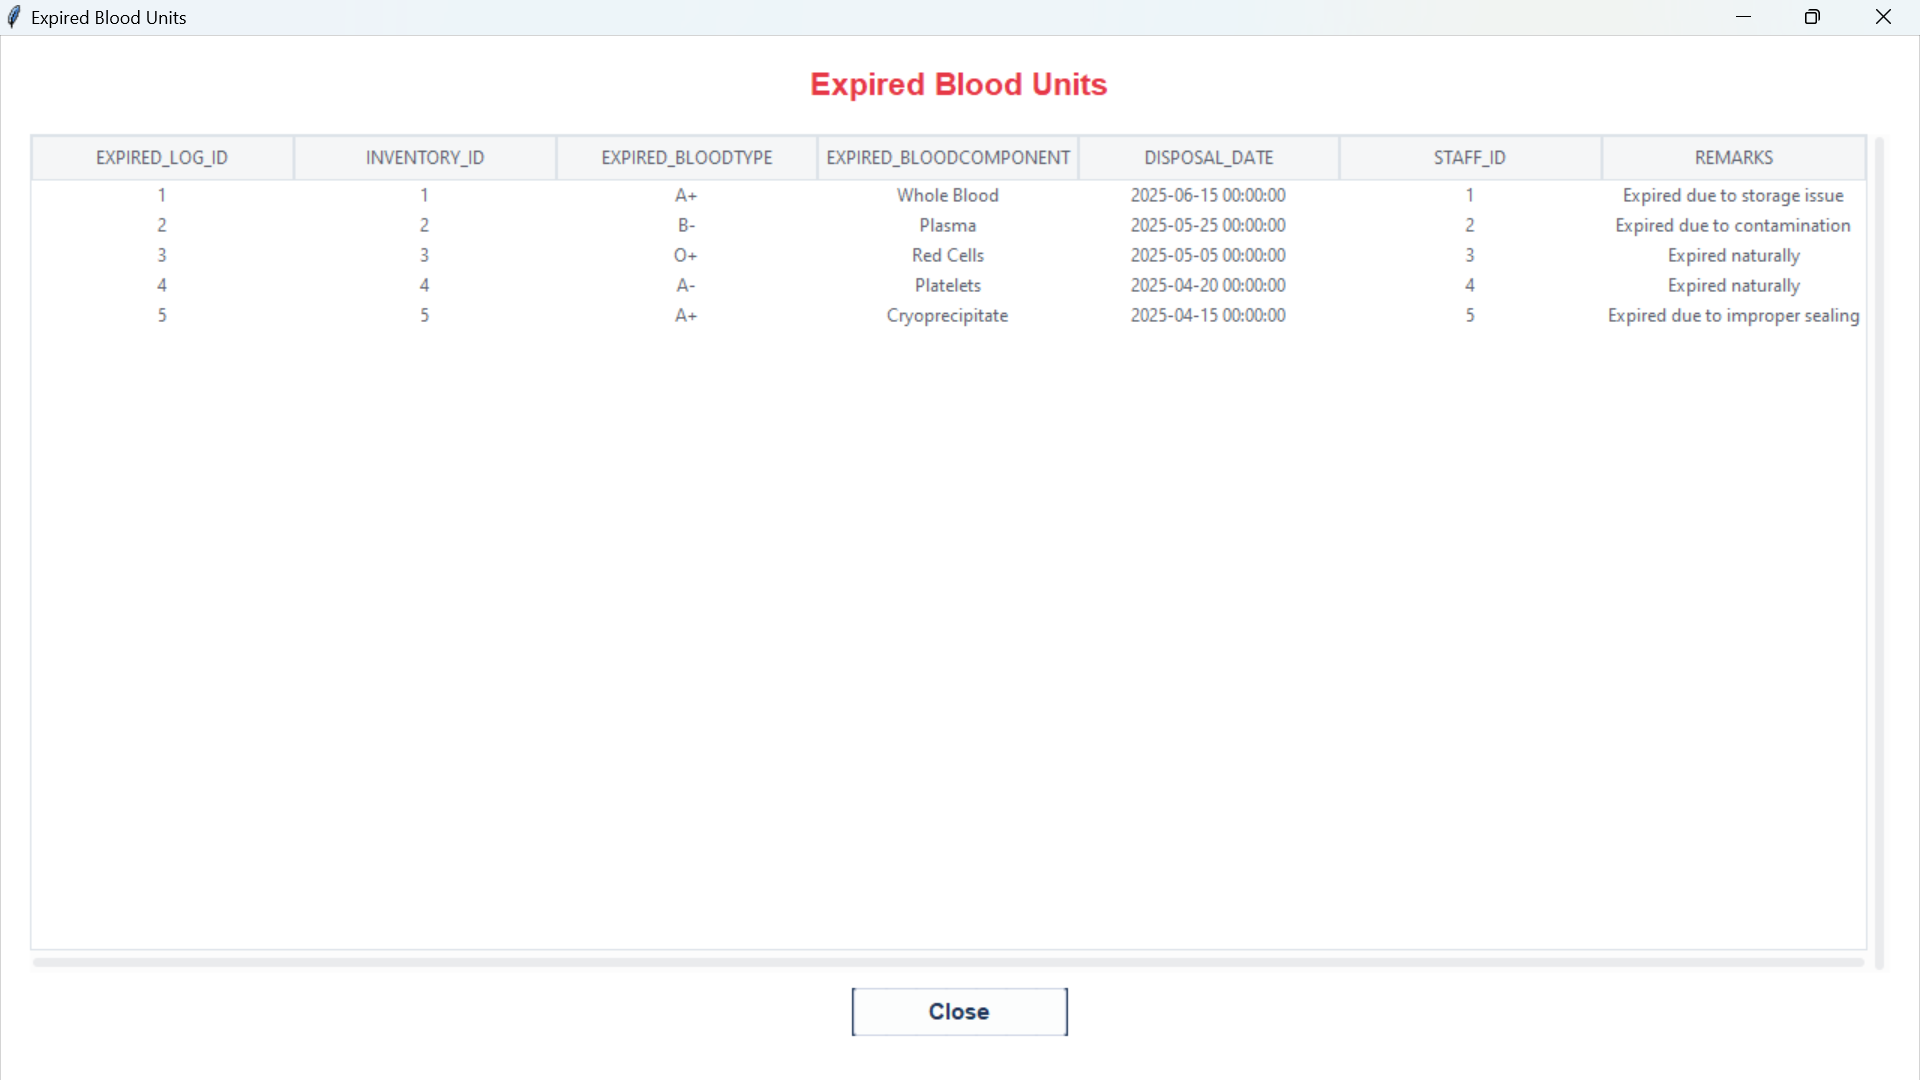 Expired Blood Units
Expired Blood Units
EXPIRED_LOG_ID INVENTORY_ID EXPIRED_BLOODTYPE EXPIRED_BLOODCOMPONENT DISPOSAL_DATE STAFF_ID REMARKS
1 1 A+ Whole Blood 2025-06-15 00:00:00 1 Expired due to storage issue
2 2 B- Plasma 2025-05-25 00:00:00 2 Expired due to contamination
3 3 O+ Red Cells 2025-05-05 00:00:00 3 Expired naturally
4 4 A- Platelets 2025-04-20 00:00:00 4 Expired naturally
5 5 A+ Cryoprecipitate 2025-04-15 00:00:00 5 Expired due to improper sealing
Close